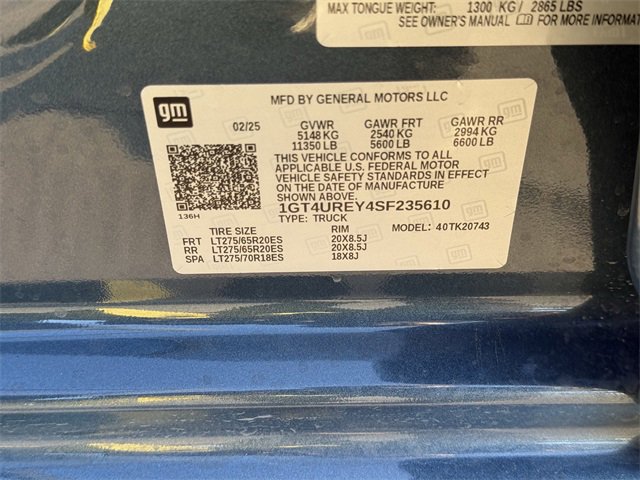 MAX TONGUE WEIGHT: 1300 KG / 2865 LBS
SEE OWNER'S MANUAL FOR MORE INFORMAT
gm
MFD BY GENERAL MOTORS LLC
02/25 GVWR GAWR FRT GAWR RR
5148 KG 2540 KG 2994 KG
11350 LB 5600 LB 6600 LB
THIS VEHICLE CONFORMS TO ALL
APPLICABLE U.S. FEDERAL MOTOR
VEHICLE SAFETY STANDARDS IN EFFECT
ON THE DATE OF MANUFACTURE
SHOWN ABOVE.
1GT4UREY4SF235610
136H TYPE: TRUCK MODEL: 40TK20743
TIRE SIZE RIM
FRT LT275/65R20ES 20X8.5J
RR LT275/65R20ES 20X8.5J
SPA LT275/70R18ES 18X8J